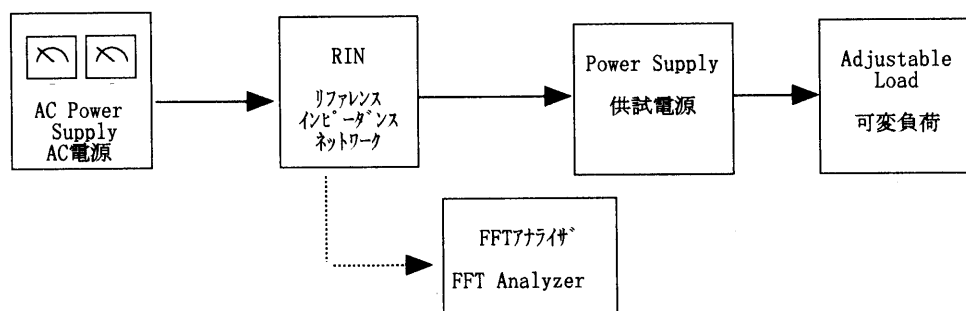 AC Power
Supply
AC電源
RIN
リファレンス
インピーダンス
ネットワーク
Power Supply
供試電源
Adjustable
Load
可変負荷
FFTアナライザ
FFT Analyzer